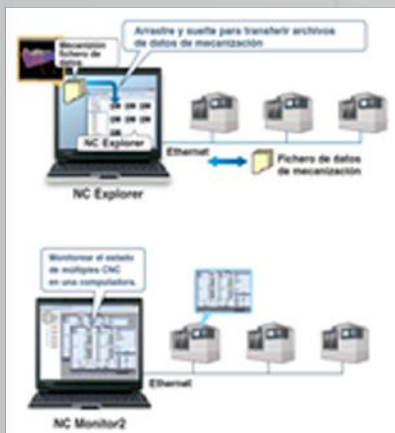 Mecanizión
fichero de
datos
Arrastre y suelte para transferir archivos
de datos de mecanización
NC Explorer
Ethernet
Fichero de datos
de mecanización
NC Explorer
Monitorear el estado
de múltiples CNC
en una computadora.
Ethernet
NC Monitor2